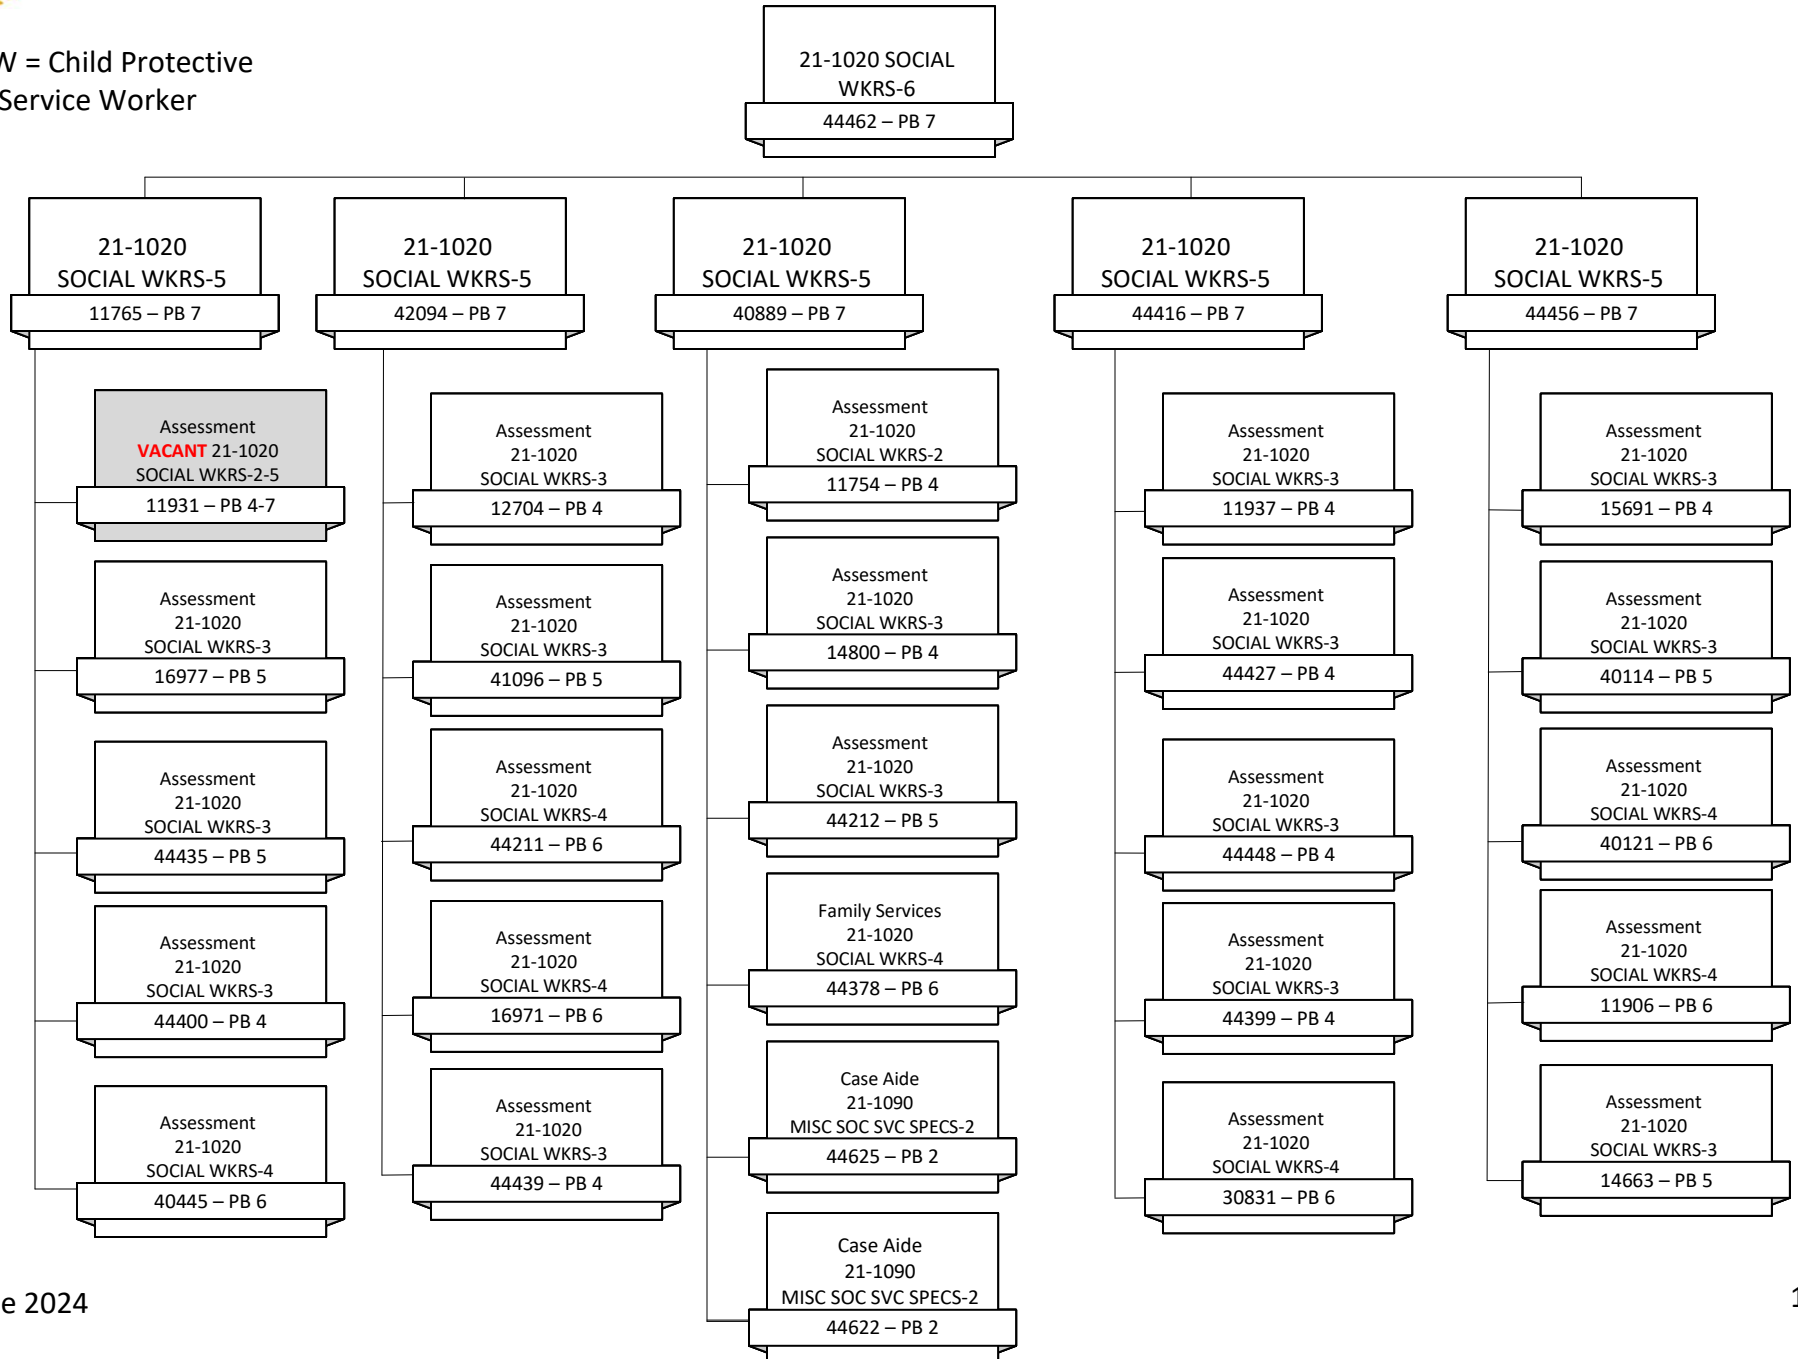 W = Child Protective
Service Worker
21-1020 SOCIAL
WKRS-6
44462 – PB 7
21-1020
SOCIAL WKRS-5
11765 – PB 7
21-1020
SOCIAL WKRS-5
42094 – PB 7
21-1020
SOCIAL WKRS-5
40889 – PB 7
21-1020
SOCIAL WKRS-5
44416 – PB 7
21-1020
SOCIAL WKRS-5
44456 – PB 7
Assessment
VACANT 21-1020
SOCIAL WKRS-2-5
11931 – PB 4-7
Assessment
21-1020
SOCIAL WKRS-3
16977 – PB 5
Assessment
21-1020
SOCIAL WKRS-3
44435 – PB 5
Assessment
21-1020
SOCIAL WKRS-3
44400 – PB 4
Assessment
21-1020
SOCIAL WKRS-4
40445 – PB 6
Assessment
21-1020
SOCIAL WKRS-3
12704 – PB 4
Assessment
21-1020
SOCIAL WKRS-3
41096 – PB 5
Assessment
21-1020
SOCIAL WKRS-4
44211 – PB 6
Assessment
21-1020
SOCIAL WKRS-4
16971 – PB 6
Assessment
21-1020
SOCIAL WKRS-3
44439 – PB 4
Assessment
21-1020
SOCIAL WKRS-2
11754 – PB 4
Assessment
21-1020
SOCIAL WKRS-3
14800 – PB 4
Assessment
21-1020
SOCIAL WKRS-3
44212 – PB 5
Family Services
21-1020
SOCIAL WKRS-4
44378 – PB 6
Case Aide
21-1090
MISC SOC SVC SPECS-2
44625 – PB 2
Case Aide
21-1090
MISC SOC SVC SPECS-2
44622 – PB 2
Assessment
21-1020
SOCIAL WKRS-3
11937 – PB 4
Assessment
21-1020
SOCIAL WKRS-3
44427 – PB 4
Assessment
21-1020
SOCIAL WKRS-3
44448 – PB 4
Assessment
21-1020
SOCIAL WKRS-3
44399 – PB 4
Assessment
21-1020
SOCIAL WKRS-4
30831 – PB 6
Assessment
21-1020
SOCIAL WKRS-3
15691 – PB 4
Assessment
21-1020
SOCIAL WKRS-3
40114 – PB 5
Assessment
21-1020
SOCIAL WKRS-4
40121 – PB 6
Assessment
21-1020
SOCIAL WKRS-4
11906 – PB 6
Assessment
21-1020
SOCIAL WKRS-3
14663 – PB 5
e 2024
1